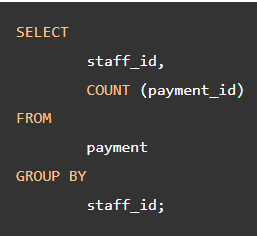 SELECT
staff_id,
COUNT (payment_id)
FROM
payment
GROUP BY
staff_id;